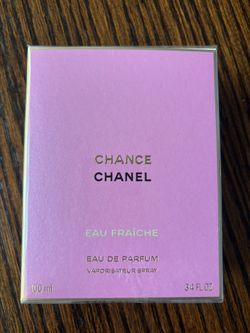 CHANCE
CHANEL
EAU FRAÎCHE
EAU DE PARFUM
VAPORISATEUR SPRAY
100 ml 3.4 FL. OZ